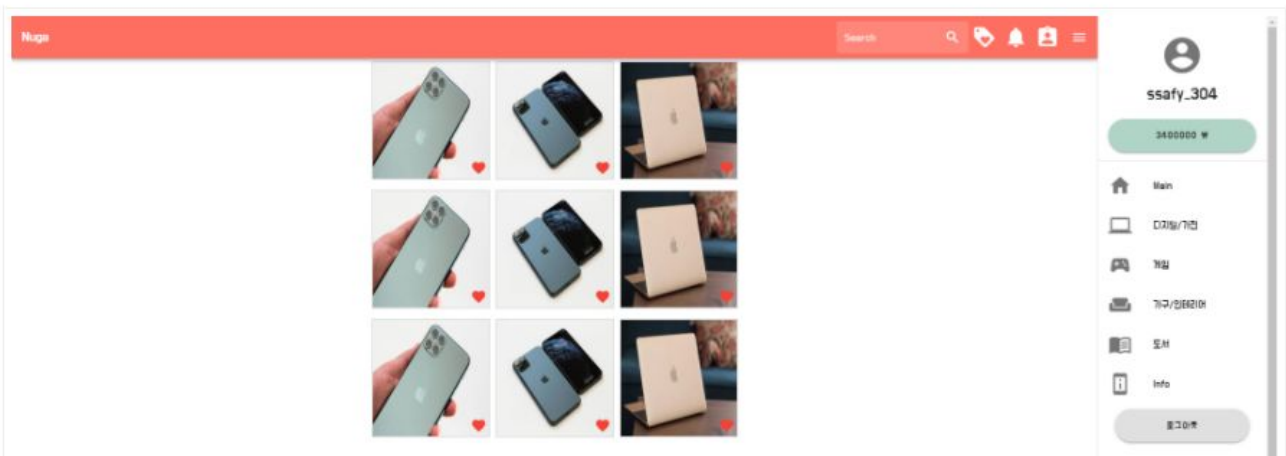 Nuga
Search
ssafy_304
3400000 ₩
Main
디지털/가전
게임
가구/인테리어
도서
Info
로그아웃